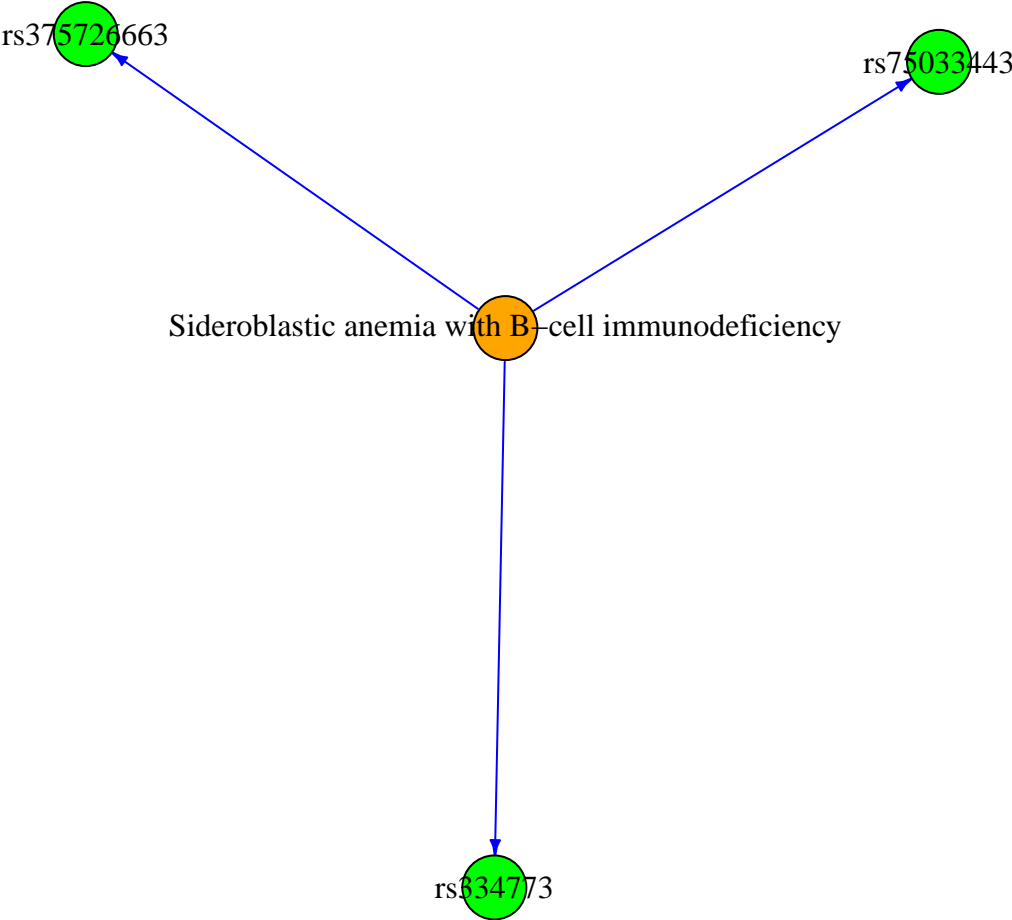 rs375726663
rs75033443
Sideroblastic anemia with B−cell immunodeficiency
rs334773